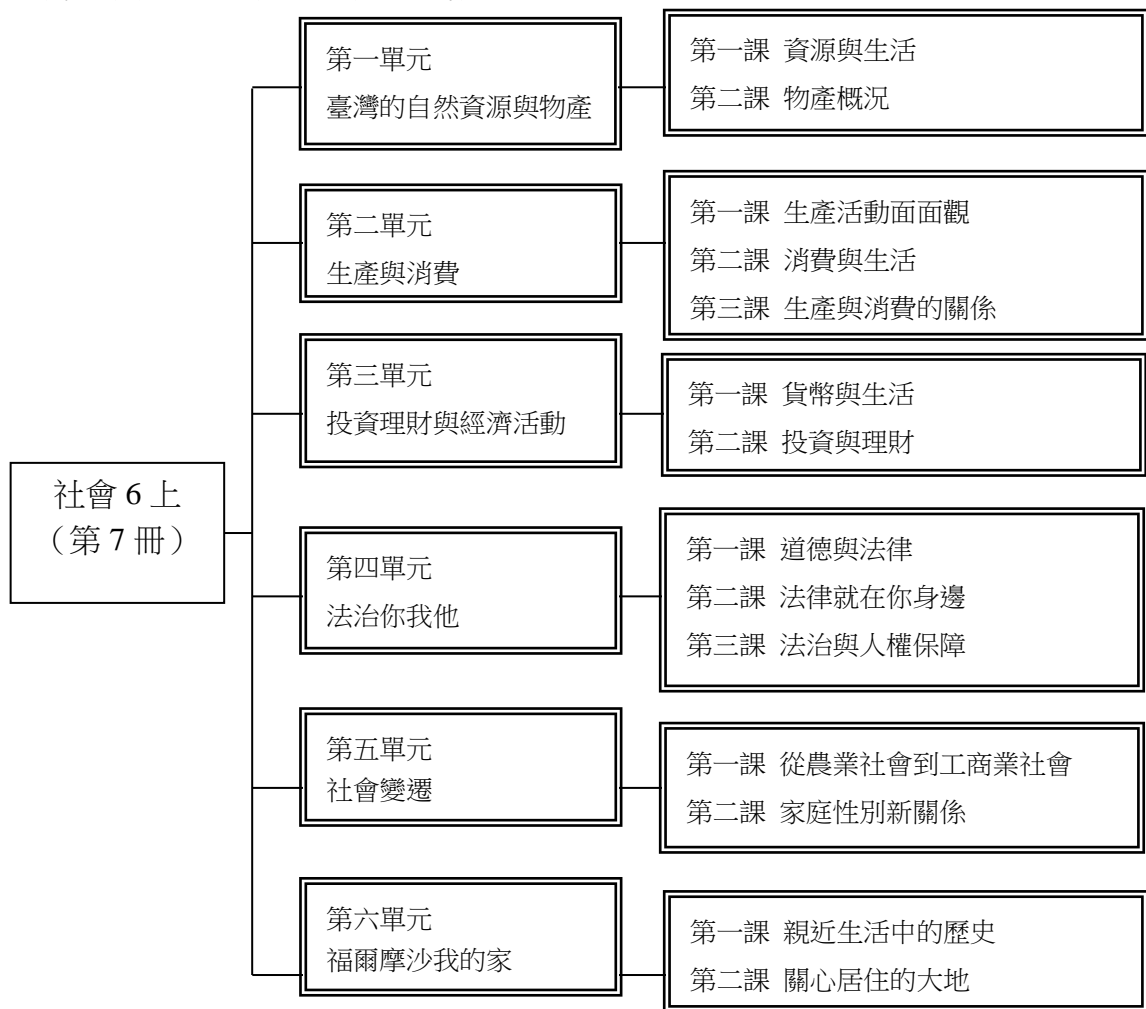 第一單元
臺灣的自然資源與物產
第一課 資源與生活
第二課 物產概況
第二單元
生產與消費
第一課 生產活動面面觀
第二課 消費與生活
第三課 生產與消費的關係
第三單元
投資理財與經濟活動
第一課 貨幣與生活
第二課 投資與理財
社會 6 上
（第 7 冊）
第四單元
法治你我他
第一課 道德與法律
第二課 法律就在你身邊
第三課 法治與人權保障
第五單元
社會變遷
第一課 從農業社會到工商業社會
第二課 家庭性別新關係
第六單元
福爾摩沙我的家
第一課 親近生活中的歷史
第二課 關心居住的大地